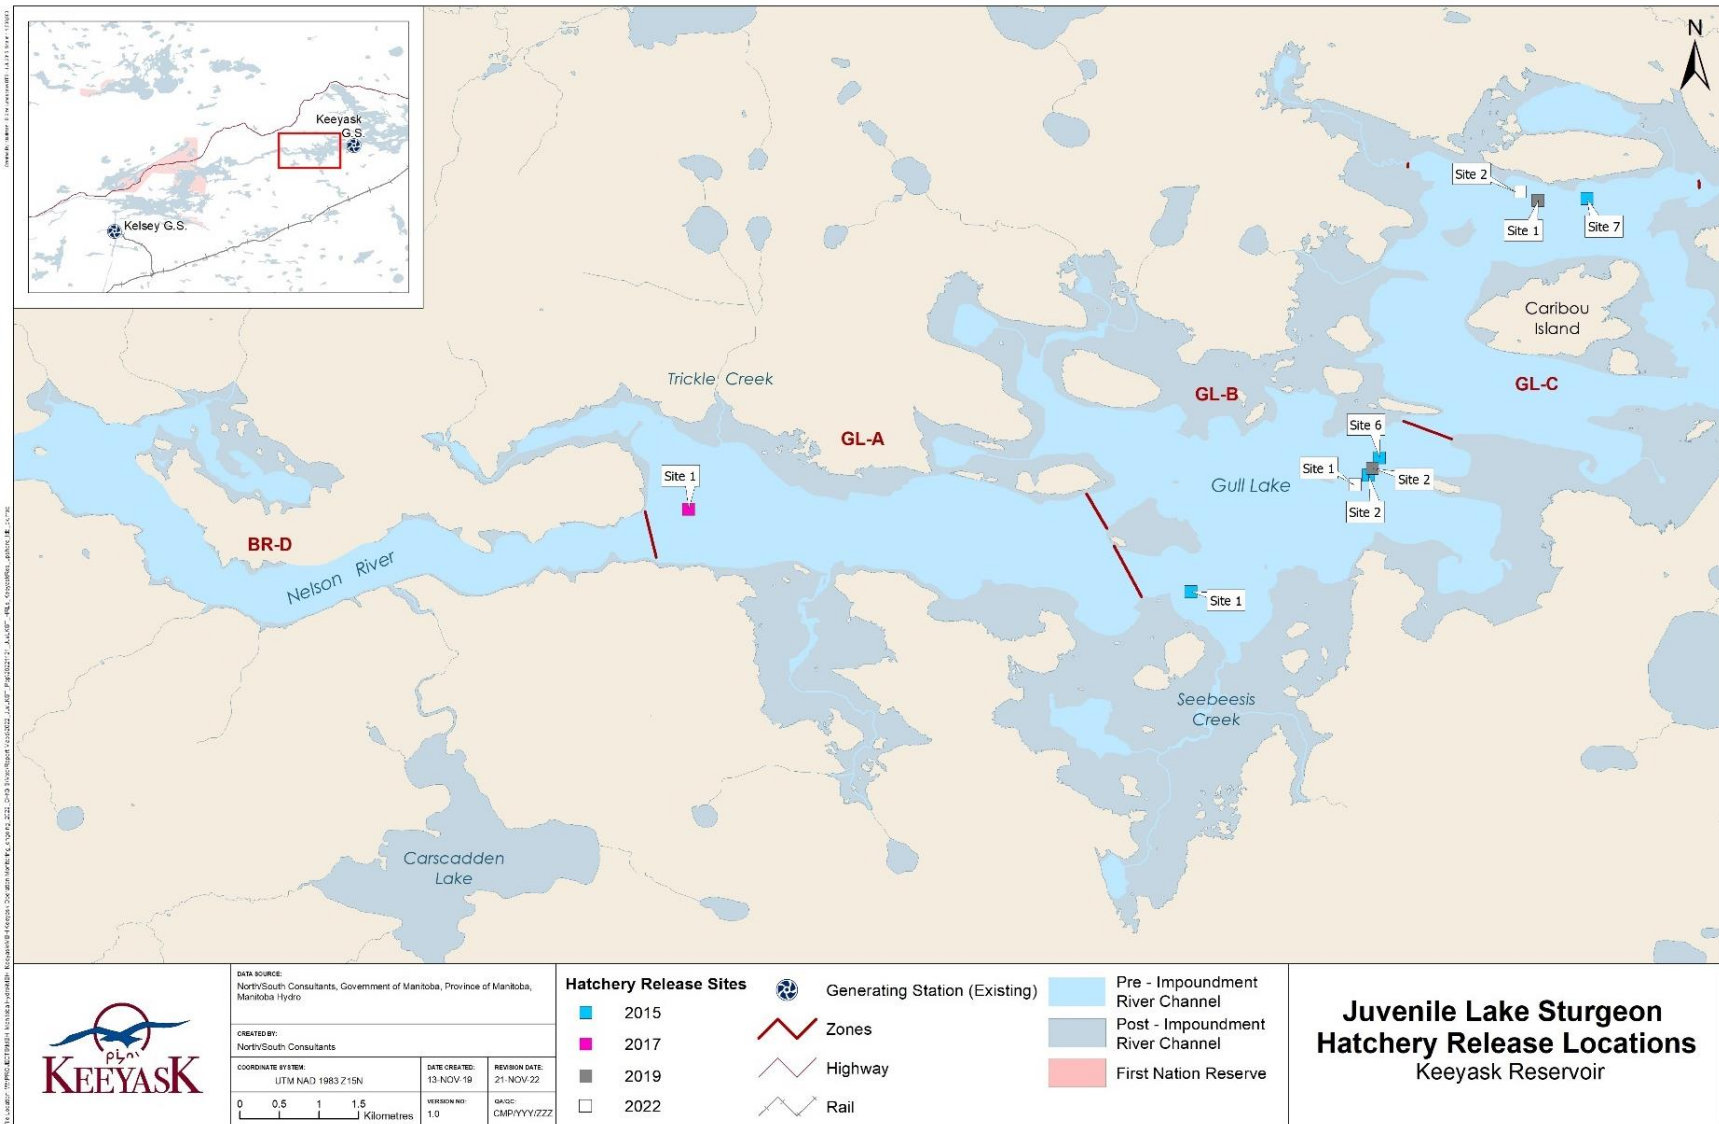 Keeyask
G.S.
Kelsey G.S.
N
Site 2
Site 1
Site 7
Caribou
Island
Trickle Creek
GL-B
GL-C
GL-A
Site 6
Site 1
Site 1
Site 2
Gull Lake
Site 2
BR-D
Nelson River
Site 1
Seebeesis
Creek
Carscadden
Lake
KEEYASK
DATA SOURCE:
North/South Consultants, Government of Manitoba, Province of Manitoba,
Manitoba Hydro
CREATED BY:
North/South Consultants
COORDINATE SYSTEM:
UTM NAD 1983 Z15N
DATE CREATED:
13-NOV-19
REVISION DATE:
21-NOV-22
0 0.5 1 1.5
Kilometres
VERSION NO:
1.0
QA/QC:
CMP/YYY/ZZZ
Hatchery Release Sites
2015
2017
2019
2022
Generating Station (Existing)
Zones
Highway
Rail
Pre - Impoundment
River Channel
Post - Impoundment
River Channel
First Nation Reserve
Juvenile Lake Sturgeon
Hatchery Release Locations
Keeyask Reservoir